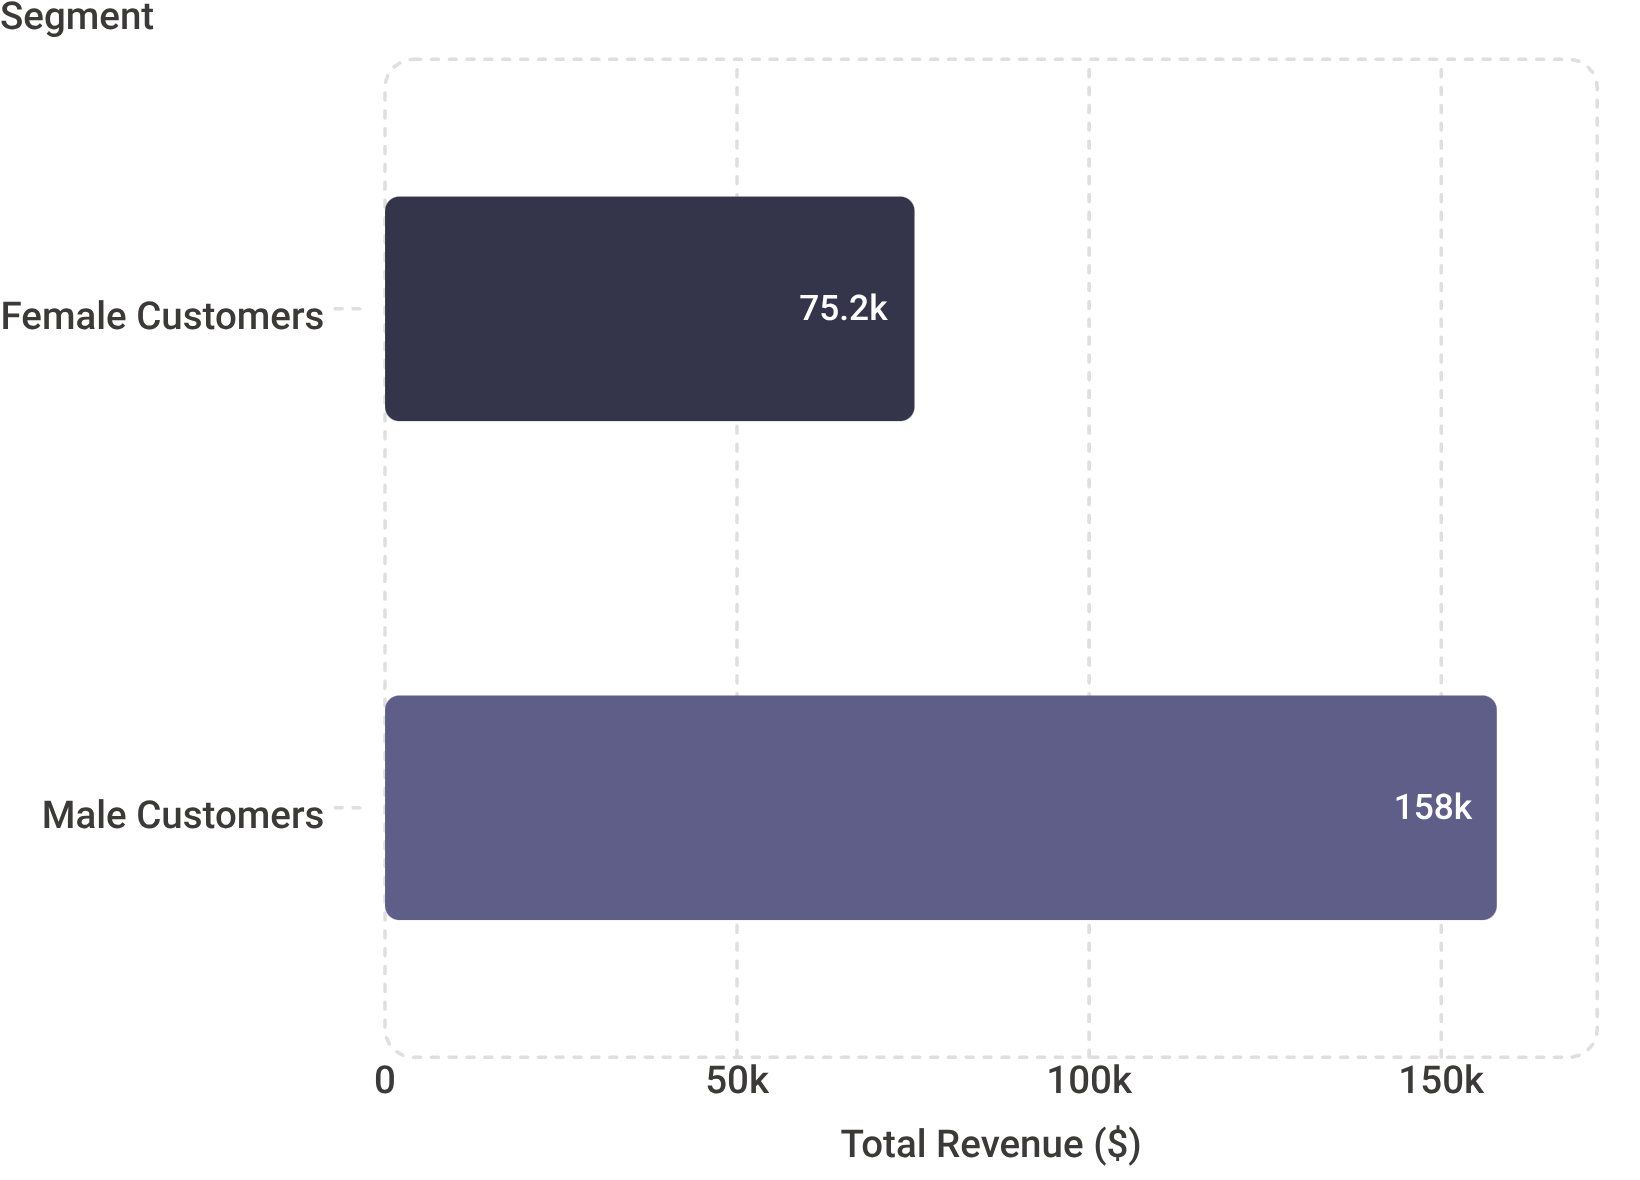 Segment
Female Customers
75.2k
Male Customers
158k
0
50k
100k
150k
Total Revenue ($)